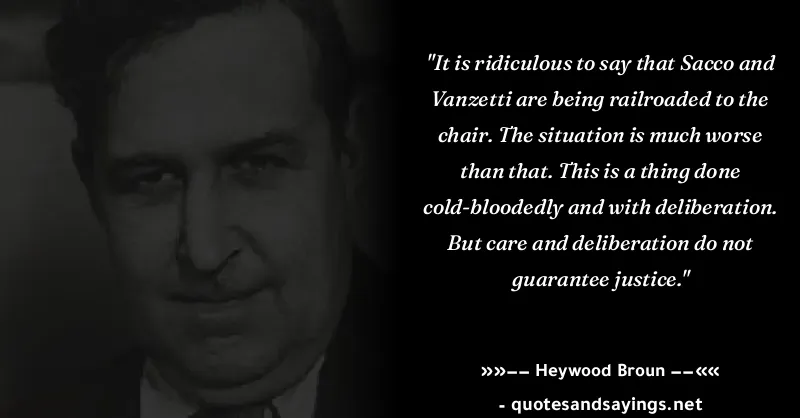 "It is ridiculous to say that Sacco and
Vanzetti are being railroaded to the
chair. The situation is much worse
than that. This is a thing done
cold-bloodedly and with deliberation.
But care and deliberation do not
guarantee justice."
»»–– Heywood Broun ––««
- quotesandsayings.net